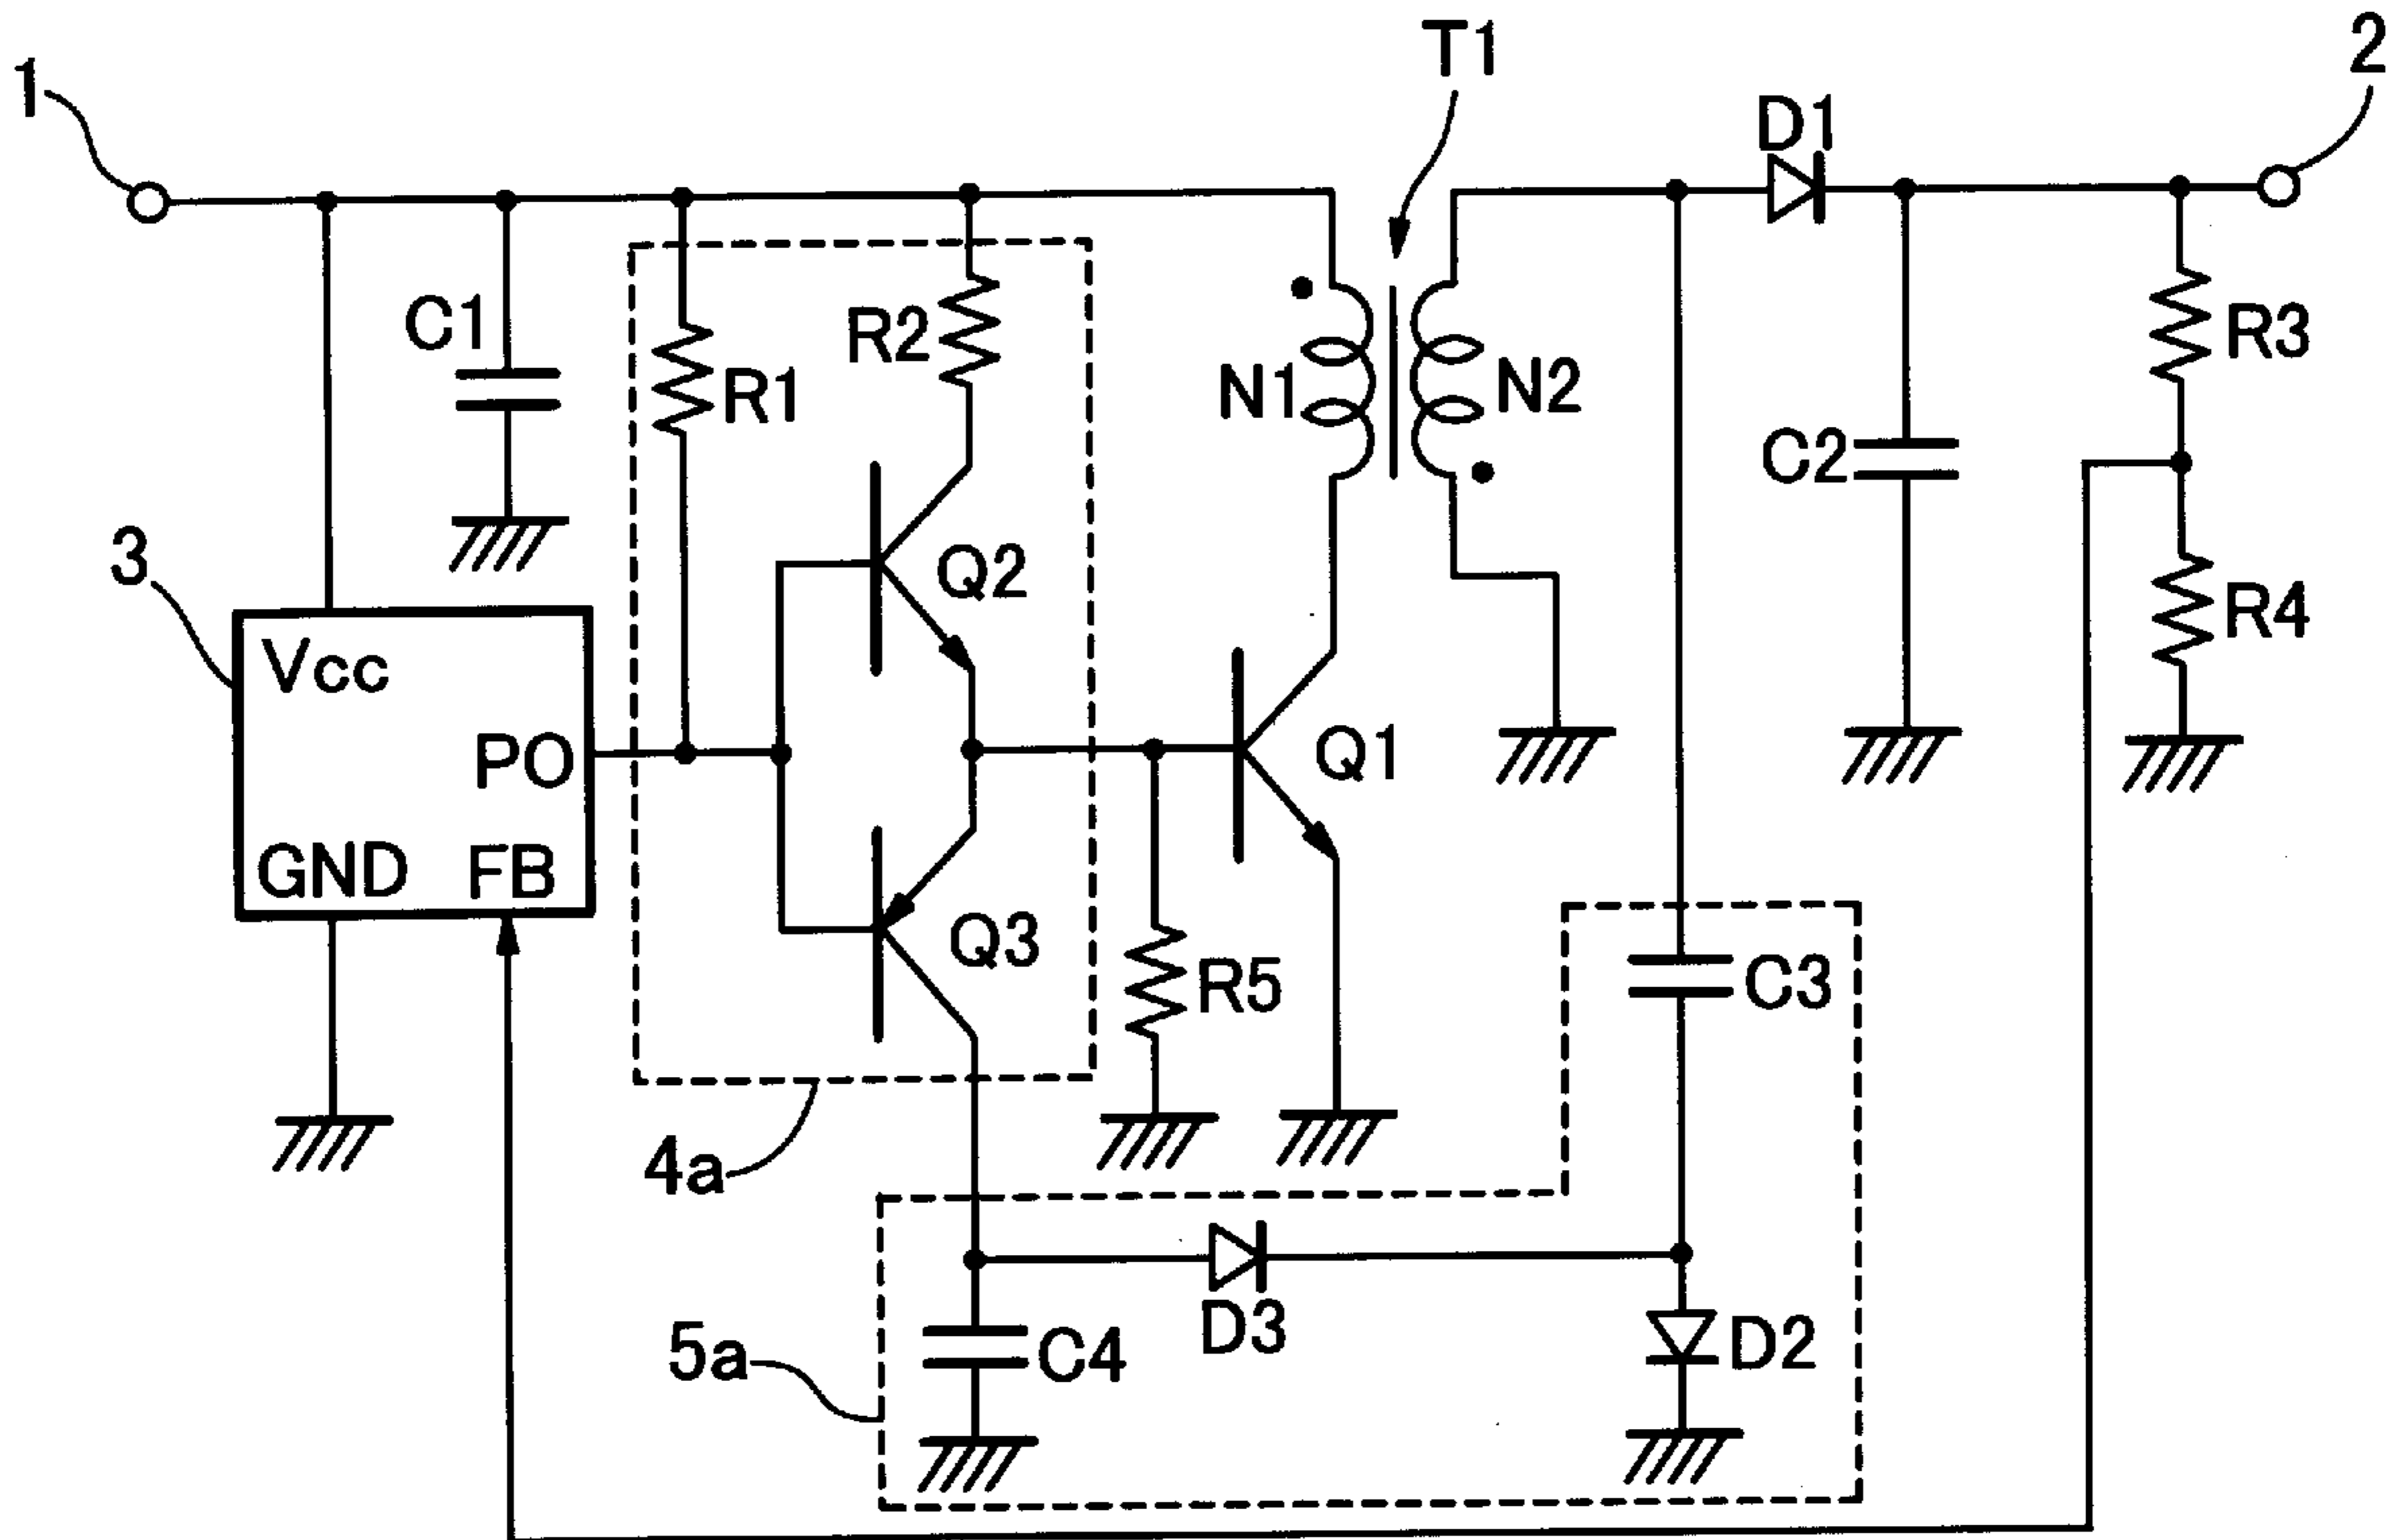 T1
2
1
D1
C1
R2
R3
R1
N1
N2
C2
3
Q2
R4
Vcc
PO
Q1
GND
FB
Q3
R5
C3
4a
D3
5a
C4
D2